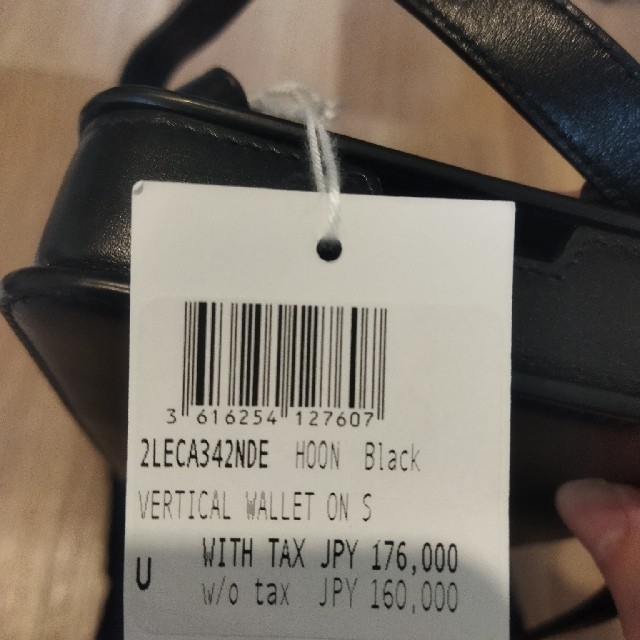 3 616254 127607
2LECA342NDE HOON Black
VERTICAL WALLET ON S
WITH TAX JPY 176,000
U w/o tax JPY 160,000